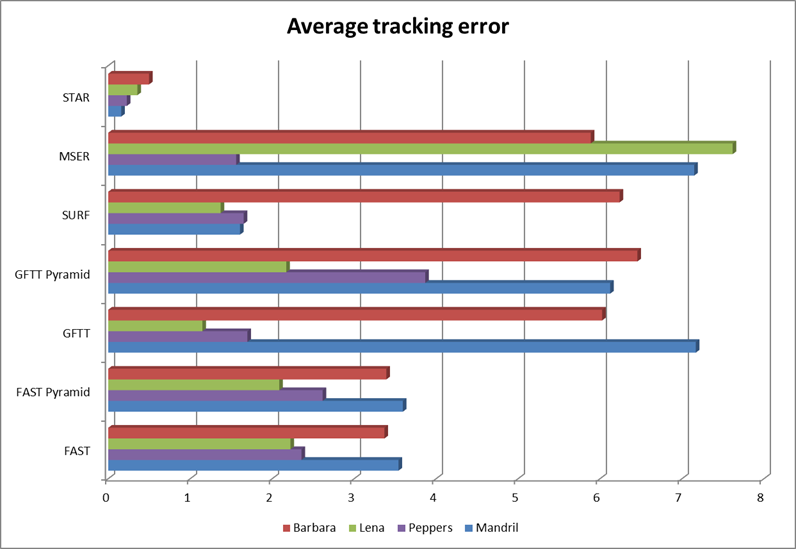 Average tracking error
STAR
MSER
SURF
GFTT Pyramid
GFTT
FAST Pyramid
FAST
0 1 2 3 4 5 6 7 8
Barbara Lena Peppers Mandril